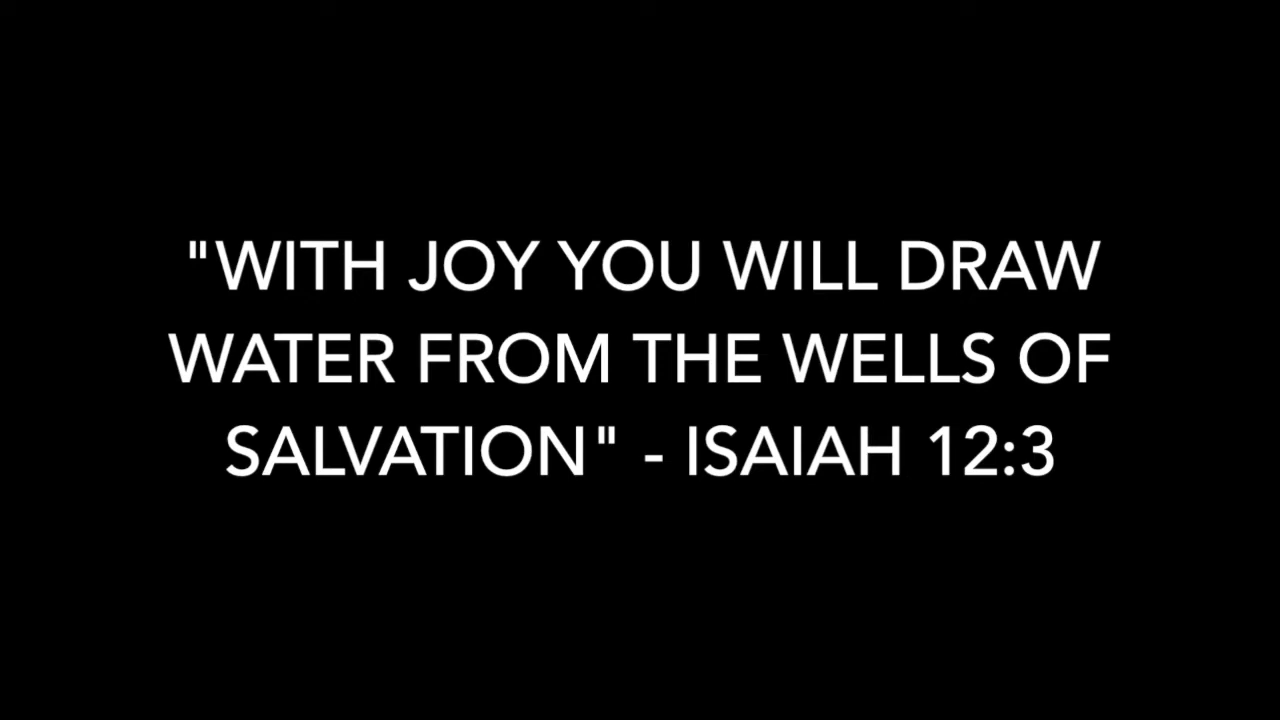 "WITH JOY YOU WILL DRAW
WATER FROM THE WELLS OF
SALVATION" - ISAIAH 12:3